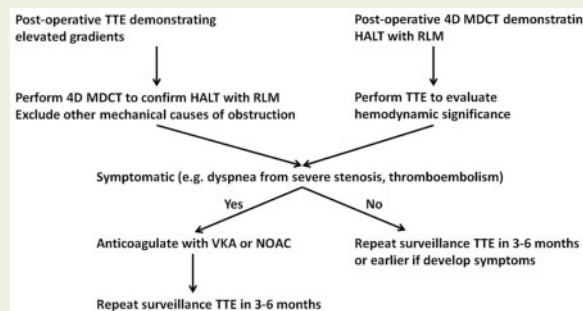 Post-operative TTE demonstrating
elevated gradients
Post-operative 4D MDCT demonstratin
HALT with RLM
Perform 4D MDCT to confirm HALT with RLM
Exclude other mechanical causes of obstruction
Perform TTE to evaluate
hemodynamic significance
Symptomatic (e.g. dyspnea from severe stenosis, thromboembolism)
Yes
No
Anticoagulate with VKA or NOAC
Repeat surveillance TTE in 3-6 months
or earlier if develop symptoms
Repeat surveillance TTE in 3-6 months